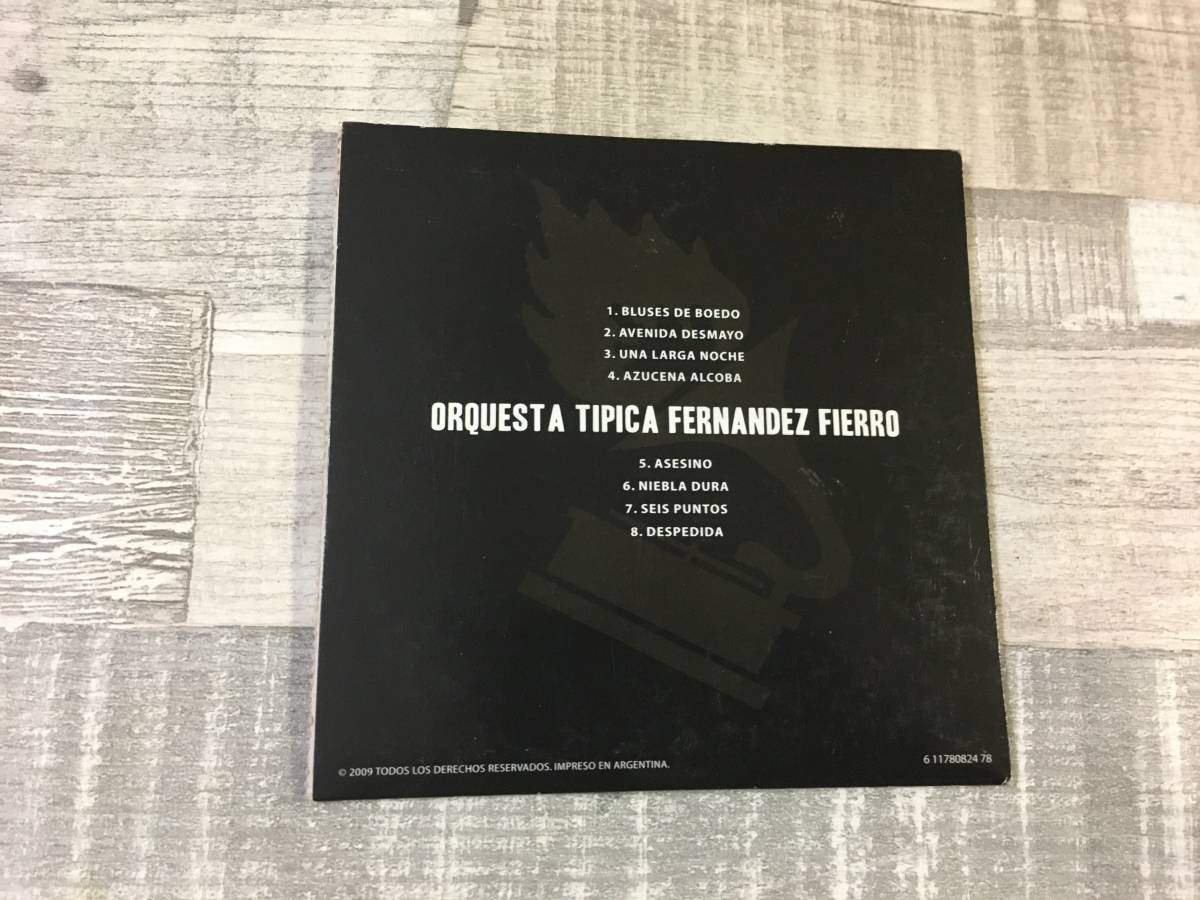 1. BLUSES DE BOEDO
2. AVENIDA DESMAYO
3. UNA LARGA NOCHE
4. AZUCENA ALCOBA
ORQUESTA TIPICA FERNANDEZ FIERRO
5. ASESINO
6. NIEBLA DURA
7. SEIS PUNTOS
8. DESPEDIDA
© 2009 TODOS LOS DERECHOS RESERVADOS. IMPRESO EN ARGENTINA.
6 11780824 78